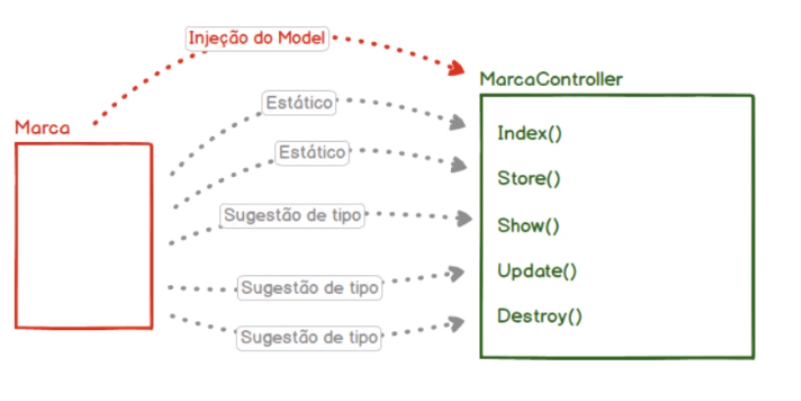 Injeção do Model
MarcaController
Estático
Marca
Index()
Estático
Store()
Sugestão de tipo
Show()
Sugestão de tipo
Update()
Sugestão de tipo
Destroy()